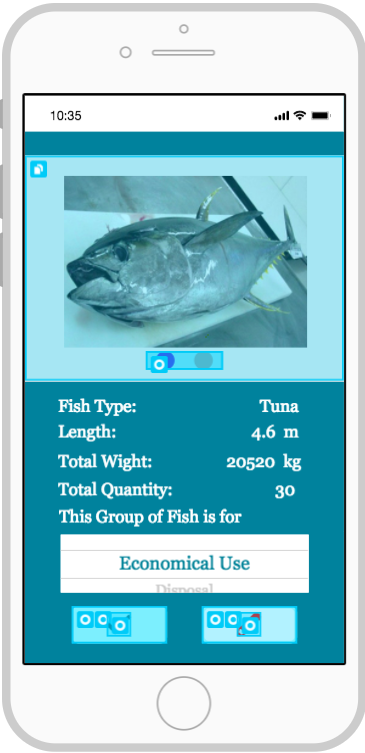 10:35
Fish Type: Tuna
Length: 4.6 m
Total Wight: 20520 kg
Total Quantity: 30
This Group of Fish is for
Economical Use
Disposal